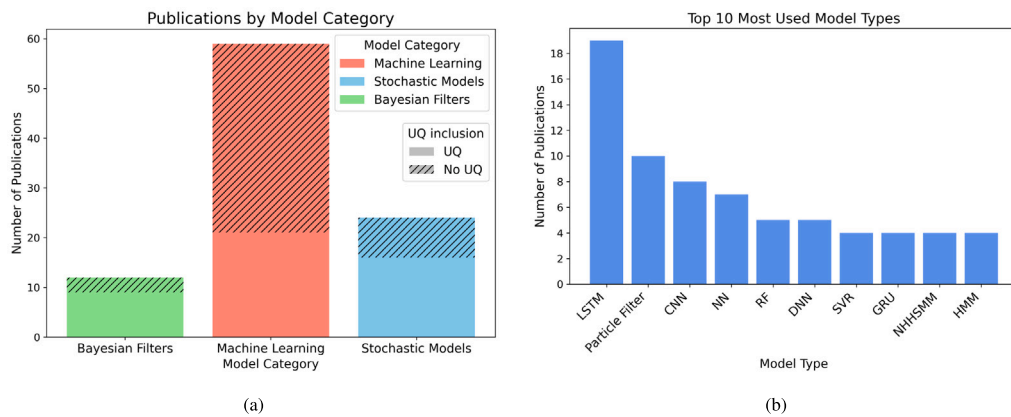 Publications by Model Category
Number of Publications
60
50
40
30
20
10
0
Model Category
Machine Learning
Stochastic Models
Bayesian Filters
UQ inclusion
UQ
No UQ
Bayesian Filters
Machine Learning
Stochastic Models
Model Category
(a)
Top 10 Most Used Model Types
Number of Publications
18
16
14
12
10
8
6
4
2
0
LSTM
Particle Filter
CNN
NN
RF
DNN
SVR
GRU
NHHSMM
HMM
Model Type
(b)